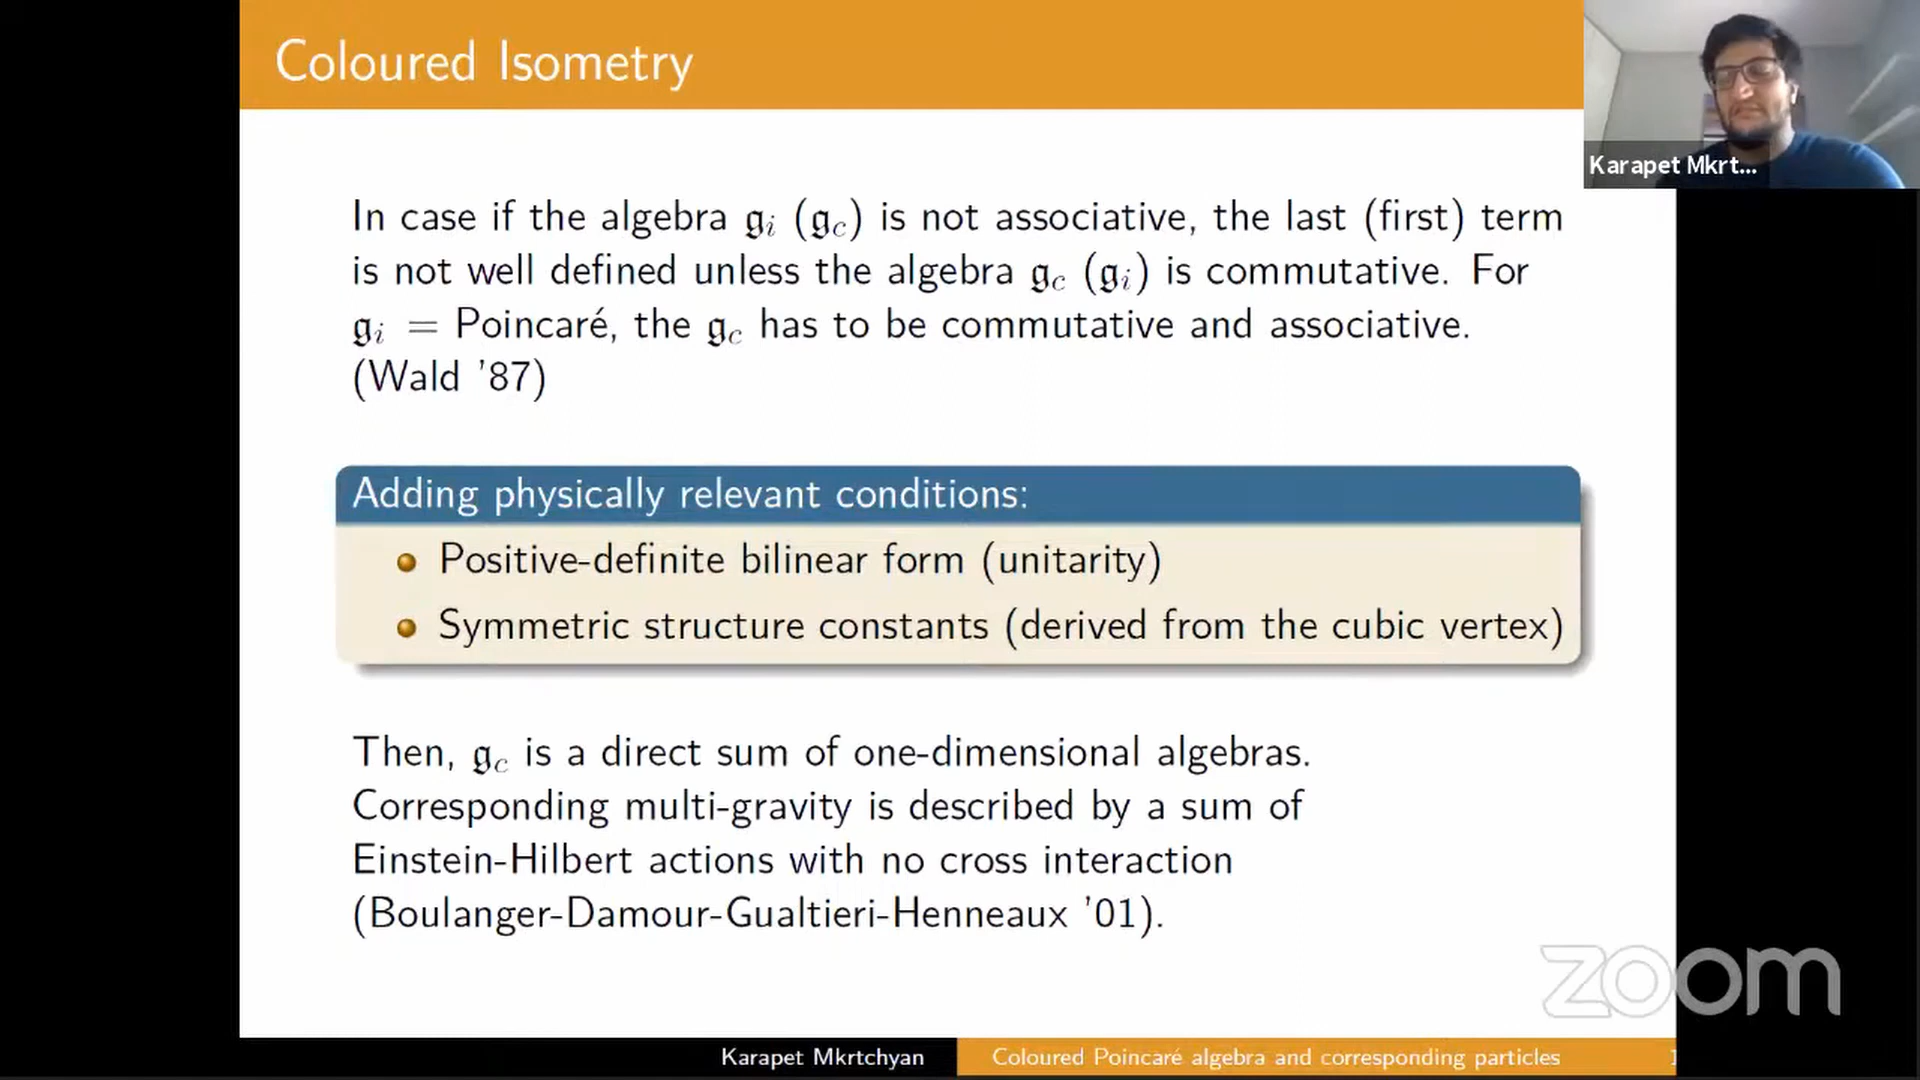 Coloured Isometry
Karapet Mkrt...
In case if the algebra 𝔤ᵢ (𝔤_c) is not associative, the last (first) term
is not well defined unless the algebra 𝔤_c (𝔤ᵢ) is commutative. For
𝔤ᵢ = Poincaré, the 𝔤_c has to be commutative and associative.
(Wald ’87)
Adding physically relevant conditions:
Positive-definite bilinear form (unitarity)
Symmetric structure constants (derived from the cubic vertex)
Then, 𝔤_c is a direct sum of one-dimensional algebras.
Corresponding multi-gravity is described by a sum of
Einstein-Hilbert actions with no cross interaction
(Boulanger-Damour-Gualtieri-Henneaux ’01).
zoom
Karapet Mkrtchyan
Coloured Poincaré algebra and corresponding particles